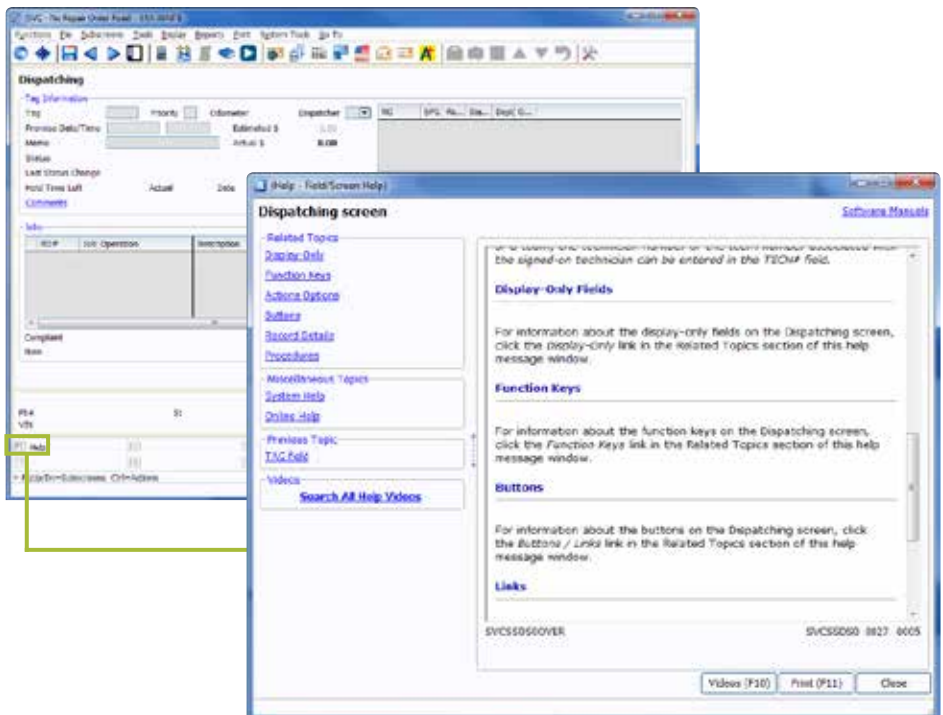 Dispatching
Tag Information
Tag Priority Odometer Dispatcher
Promise Date/Time Estimated $
Memo Actual $ 0.00
Status
Last Status Change
Hold Time Left Actual Date
Comments
Jobs
RO# Job Operation Description
Complaint
Item
VIN
Help
(Help - Field/Screen Help)
Dispatching screen
Software Manuals
Related Topics
Display Only
Function Keys
Actions Options
Buttons
Record Details
Procedures
Miscellaneous Topics
System Help
Online Help
Previous Topic
TAG field
Videos
Search All Help Videos
the signed-on technician can be entered in the TECH# field.
Display-Only Fields
For information about the display-only fields on the Dispatching screen,
click the Display-Only link in the Related Topics section of this help
message window.
Function Keys
For information about the function keys on the Dispatching screen,
click the Function Keys link in the Related Topics section of this help
message window.
Buttons
For information about the buttons on the Dispatching screen, click
the Buttons / Links link in the Related Topics section of this help
message window.
Links
Videos (F10) Print (F11) Close